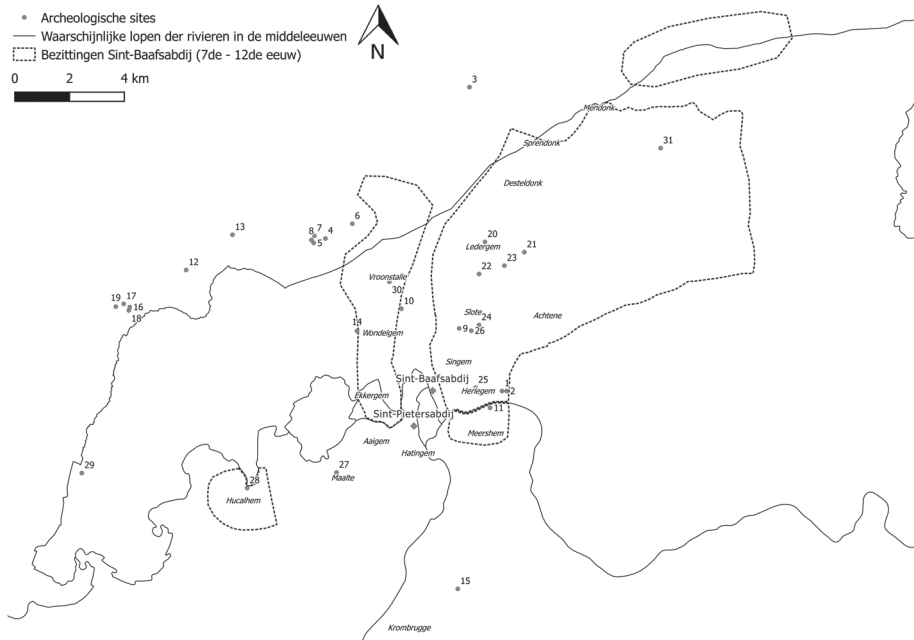 Archeologische sites
Waarschijnlijke lopen der rivieren in de middeleeuwen
Bezittingen Sint-Baafsabdij (7de - 12de eeuw)
0 2 4 km
N
3
Mendonk
Sprendonk
31
Desteldonk
6
7
8 4
5
13
20
Ledergem
21
23
22
12
Vroonstalle
30
10
19 17
16
18
Slote
24
9 26
Achtene
14
Wondelgem
Singem
Sint-Baafsabdij
25
1
Herlegem
2
Ekkergem
11
Sint-Pietersabdij
Meershem
Aaigem
Hatingem
27
Maalte
29
28
Hucalhem
15
Krombrugge